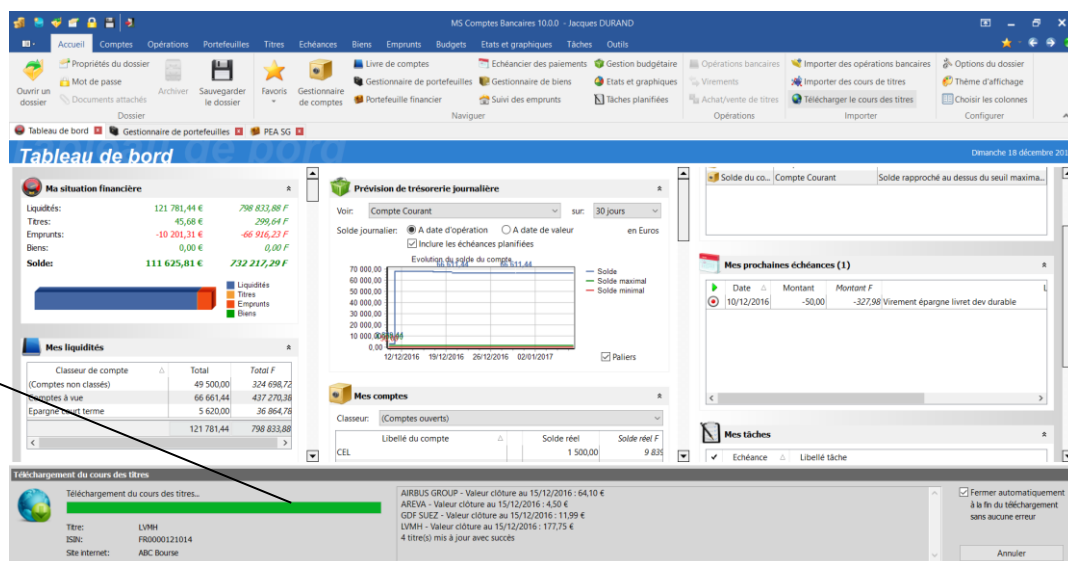 MS Comptes Bancaires 10.0.0 - Jacques DURAND
Accueil Comptes Opérations Portefeuilles Titres Echéances Biens Emprunts Budgets Etats et graphiques Tâches Outils
Ouvrir un dossier
Propriétés du dossier
Mot de passe
Documents attachés
Archiver
Sauvegarder le dossier
Dossier
Favoris
Gestionnaire de comptes
Livre de comptes
Gestionnaire de portefeuilles
Portefeuille financier
Echéancier des paiements
Gestionnaire de biens
Suivi des emprunts
Gestion budgétaire
Etats et graphiques
Tâches planifiées
Naviguer
Opérations bancaires
Virements
Achat/vente de titres
Opérations
Importer des opérations bancaires
Importer des cours de titres
Télécharger le cours des titres
Importer
Options du dossier
Thème d'affichage
Choisir les colonnes
Configurer
Tableau de bord Gestionnaire de portefeuilles PEA SG
Tableau de bord
Dimanche 18 décembre 201
Ma situation financière
Liquidités: 121 781,44 € 798 833,88 F
Titres: 45,68 € 299,64 F
Emprunts: -10 201,31 € -66 916,23 F
Biens: 0,00 € 0,00 F
Solde: 111 625,81 € 732 217,29 F
Liquidités
Titres
Emprunts
Biens
Mes liquidités
Classeur de compte Total Total F
(Comptes non classés) 49 500,00 324 698,72
Comptes à vue 66 661,44 437 270,38
Epargne court terme 5 620,00 36 864,78
121 781,44 798 833,88
Prévision de trésorerie journalière
Voir: Compte Courant sur: 30 jours
Solde journalier: A date d'opération A date de valeur en Euros
Inclure les échéances planifiées
Evolution du solde du compte
66 611,44 66 611,44
70 000,00
60 000,00
50 000,00
40 000,00
30 000,00
20 000,00
10 000,00
0,00
12/12/2016 19/12/2016 26/12/2016 02/01/2017
Solde
Solde maximal
Solde minimal
Paliers
Mes comptes
Classeur: (Comptes ouverts)
Libellé du compte Solde réel Solde réel F
CEL 1 500,00 9 839
Solde du co... Compte Courant Solde rapproché au dessus du seuil maxima...
Mes prochaines échéances (1)
Date Montant Montant F L
10/12/2016 -50,00 -327,98 Virement épargne livret dev durable
Mes tâches
Echéance Libellé tâche
Téléchargement du cours des titres
Téléchargement du cours des titres...
Titre: LVMH
ISIN: FR0000121014
Site internet: ABC Bourse
AIRBUS GROUP - Valeur clôture au 15/12/2016 : 64,10 €
AREVA - Valeur clôture au 15/12/2016 : 4,50 €
GDF SUEZ - Valeur clôture au 15/12/2016 : 11,99 €
LVMH - Valeur clôture au 15/12/2016 : 177,75 €
4 titre(s) mis à jour avec succès
Fermer automatiquement
à la fin du téléchargement
sans aucune erreur
Annuler